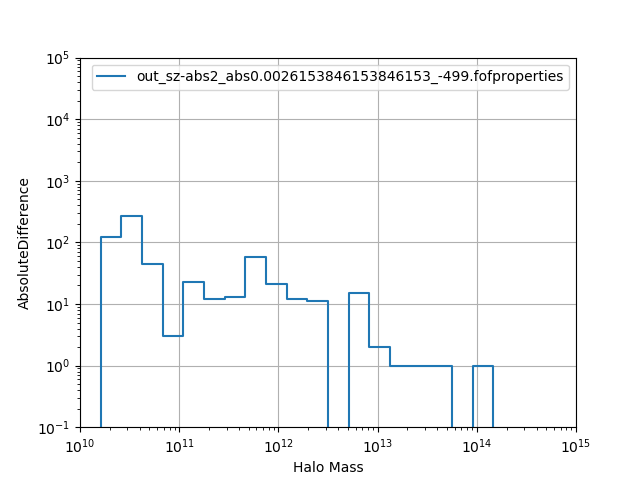 out_sz-abs2_abs0.0026153846153846153_-499.fofproperties
10^5
10^4
10^3
10^2
10^1
10^0
10^-1
AbsoluteDifference
10^10 10^11 10^12 10^13 10^14 10^15
Halo Mass